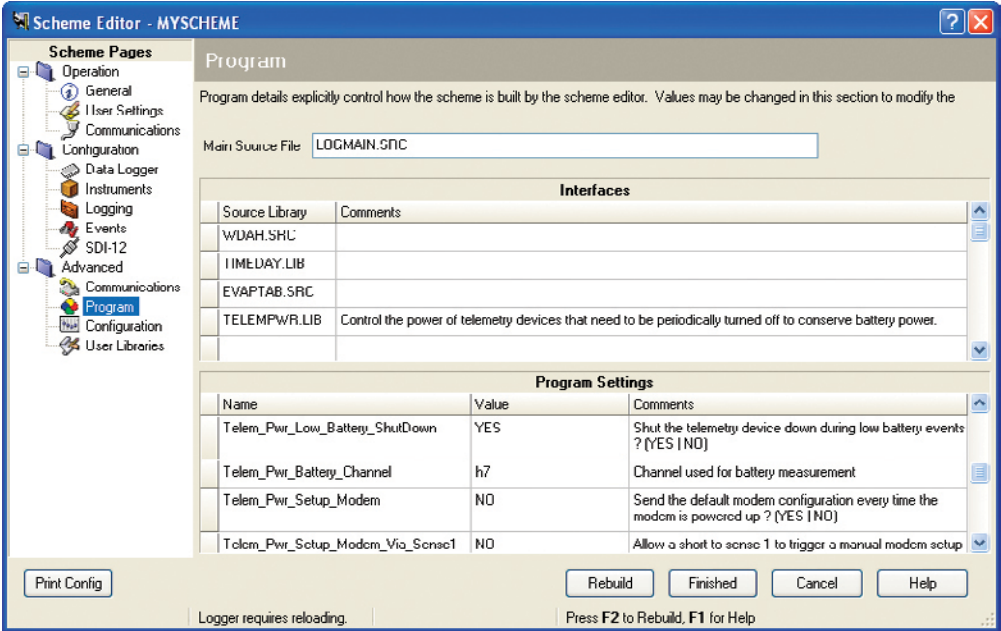 Scheme Editor - MYSCHEME
Scheme Pages
Operation
General
User Settings
Communications
Configuration
Data Logger
Instruments
Logging
Events
SDI-12
Advanced
Communications
Program
Configuration
User Libraries
Program
Program details explicitly control how the scheme is built by the scheme editor. Values may be changed in this section to modify the
Main Source File LOGMAIN.SRC
Interfaces
Source Library Comments
WDAH.SRC
TIMEDAY.LIB
EVAPTAB.SRC
TELEMPWR.LIB Control the power of telemetry devices that need to be periodically turned off to conserve battery power.
Program Settings
Name Value Comments
Telem_Pwr_Low_Battery_ShutDown YES Shut the telemetry device down during low battery events
? (YES | NO)
Telem_Pwr_Battery_Channel h7 Channel used for battery measurement
Telem_Pwr_Setup_Modem NO Send the default modem configuration every time the
modem is powered up ? (YES | NO)
Telem_Pwr_Setup_Modem_Via_Sense1 NO Allow a short to sense 1 to trigger a manual modem setup
Print Config Rebuild Finished Cancel Help
Logger requires reloading. Press F2 to Rebuild, F1 for Help